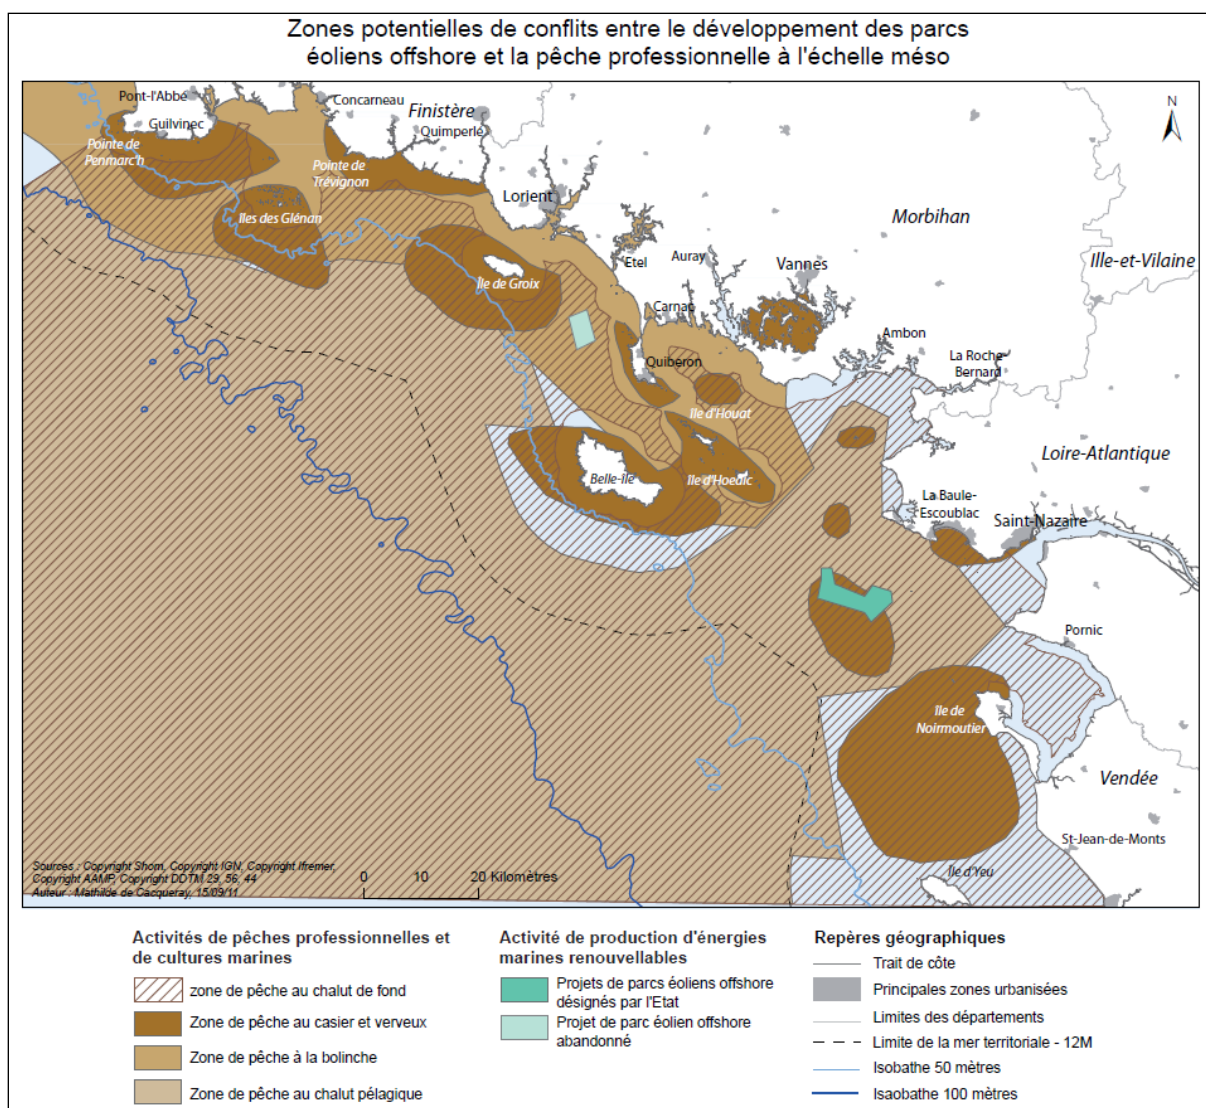 Zones potentielles de conflits entre le développement des parcs
éoliens offshore et la pêche professionnelle à l'échelle méso
Pont-l'Abbé
Concarneau
Finistère
Guilvinec
Quimperlé
Pointe de
Penmarc'h
Pointe de
Trévignon
N
Lorient
Îles des Glénan
Morbihan
Ille-et-Vilaine
Etel
Auray
Vannes
Île de Groix
Carnac
Ambon
La Roche-
Bernard
Quiberon
Ile d'Houat
Loire-Atlantique
Belle-Ile
Ile d'Hoedic
La Baule-
Escoublac
Saint-Nazaire
Pornic
Ile de
Noirmoutier
Vendée
St-Jean-de-Monts
Île d'Yeu
Sources : Copyright Shom, Copyright IGN, Copyright Ifremer,
Copyright AAMP, Copyright DDTM 29, 56, 44
Auteur : Mathilde de Cacqueray, 15/09/11
0 10 20 Kilomètres
Activités de pêches professionnelles et
de cultures marines
zone de pêche au chalut de fond
Zone de pêche au casier et verveux
Zone de pêche à la bolinche
Zone de pêche au chalut pélagique
Activité de production d'énergies
marines renouvellables
Projets de parcs éoliens offshore
désignés par l'Etat
Projet de parc éolien offshore
abandonné
Repères géographiques
Trait de côte
Principales zones urbanisées
Limites des départements
Limite de la mer territoriale - 12M
Isobathe 50 mètres
Isaobathe 100 mètres